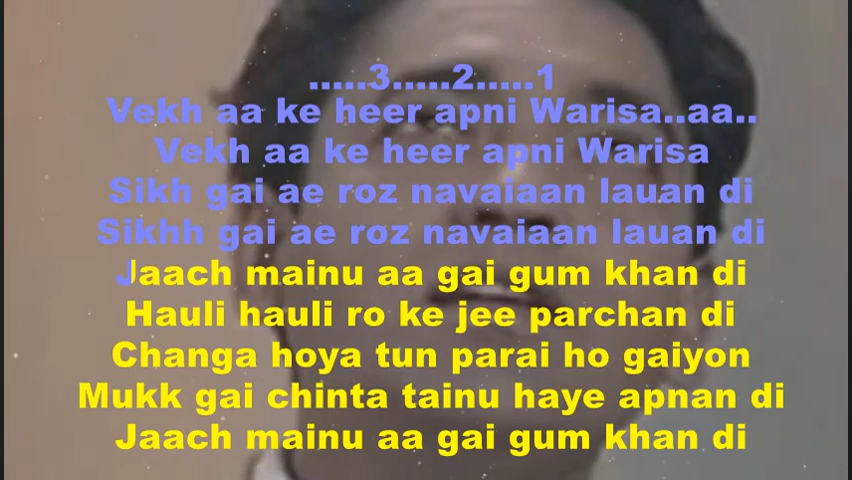 .....3.....2.....1
Vekh aa ke heer apni Warisa..aa..
Vekh aa ke heer apni Warisa
Sikh gai ae roz navaiaan lauan di
Sikhh gai ae roz navaiaan lauan di
Jaach mainu aa gai gum khan di
Hauli hauli ro ke jee parchan di
Changa hoya tun parai ho gaiyon
Mukk gai chinta tainu haye apnan di
Jaach mainu aa gai gum khan di